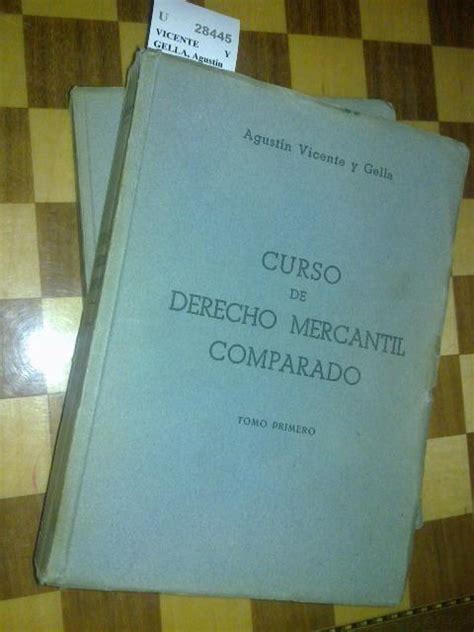 U 28445
VICENTE Y
GELLA, Agustin
Agustín Vicente y Gella
CURSO
DE
DERECHO MERCANTIL
COMPARADO
TOMO PRIMERO